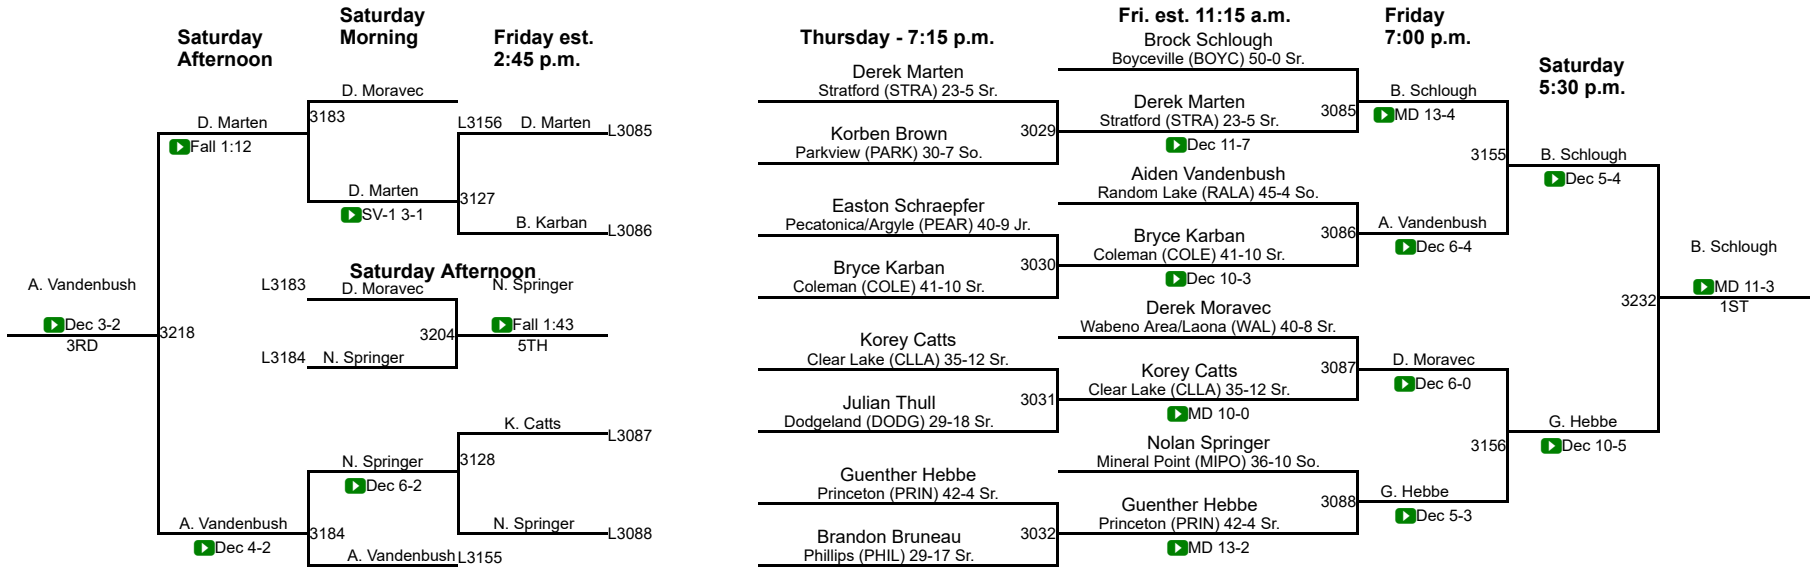 Saturday
Afternoon
Saturday
Morning
Friday est.
2:45 p.m.
D. Moravec
3183
D. Marten
Fall 1:12
L3156
D. Marten
L3085
D. Marten
SV-1 3-1
3127
B. Karban
L3086
Saturday Afternoon
L3183
D. Moravec
N. Springer
A. Vandenbush
Dec 3-2
3RD
3218
3204
Fall 1:43
5TH
L3184
N. Springer
K. Catts
L3087
N. Springer
3128
Dec 6-2
A. Vandenbush
Dec 4-2
3184
N. Springer
L3088
A. Vandenbush
L3155
Thursday - 7:15 p.m.
Derek Marten
Stratford (STRA) 23-5 Sr.
3029
Korben Brown
Parkview (PARK) 30-7 So.
Easton Schraepfer
Pecatonica/Argyle (PEAR) 40-9 Jr.
3030
Bryce Karban
Coleman (COLE) 41-10 Sr.
Korey Catts
Clear Lake (CLLA) 35-12 Sr.
3031
Julian Thull
Dodgeland (DODG) 29-18 Sr.
Guenther Hebbe
Princeton (PRIN) 42-4 Sr.
3032
Brandon Bruneau
Phillips (PHIL) 29-17 Sr.
Fri. est. 11:15 a.m.
Brock Schlough
Boyceville (BOYC) 50-0 Sr.
3085
Derek Marten
Stratford (STRA) 23-5 Sr.
Dec 11-7
Aiden Vandenbush
Random Lake (RALA) 45-4 So.
3086
Bryce Karban
Coleman (COLE) 41-10 Sr.
Dec 10-3
Derek Moravec
Wabeno Area/Laona (WAL) 40-8 Sr.
3087
Korey Catts
Clear Lake (CLLA) 35-12 Sr.
MD 10-0
Nolan Springer
Mineral Point (MIPO) 36-10 So.
3088
Guenther Hebbe
Princeton (PRIN) 42-4 Sr.
MD 13-2
Friday
7:00 p.m.
B. Schlough
MD 13-4
3155
A. Vandenbush
Dec 6-4
D. Moravec
Dec 6-0
3156
G. Hebbe
Dec 5-3
Saturday
5:30 p.m.
B. Schlough
Dec 5-4
3232
G. Hebbe
Dec 10-5
B. Schlough
MD 11-3
1ST